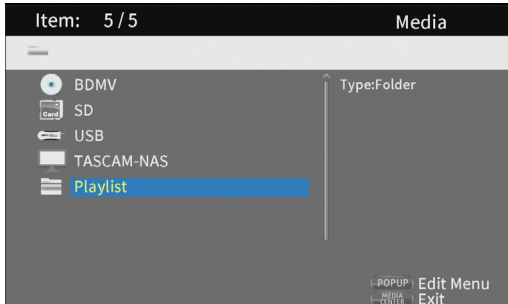 Item: 5/5 Media
BDMV
Type:Folder
Card SD
USB
TASCAM-NAS
Playlist
POPUP Edit Menu
MEDIA CENTER Exit